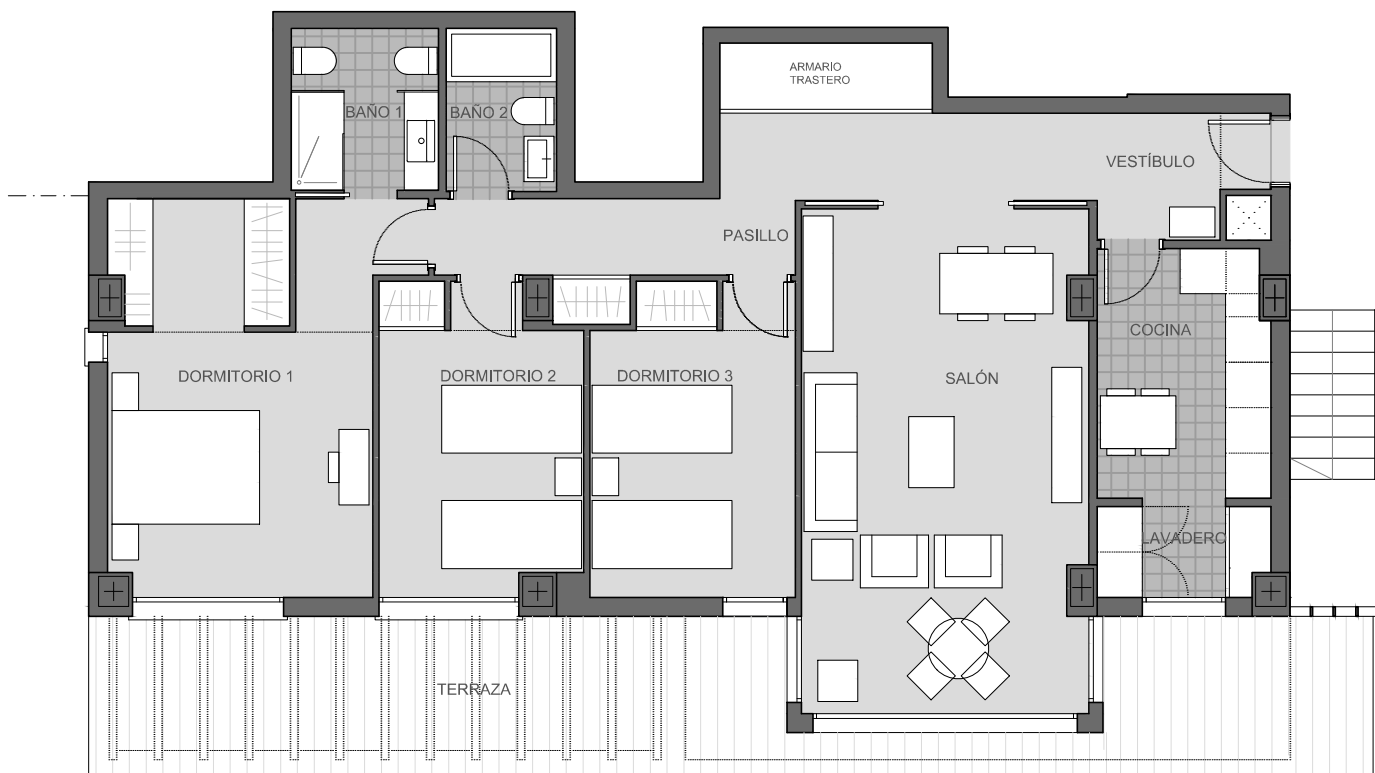 ARMARIO
TRASTERO
BAÑO 1
BAÑO 2
VESTÍBULO
PASILLO
COCINA
DORMITORIO 1
DORMITORIO 2
DORMITORIO 3
SALÓN
LAVADERO
TERRAZA